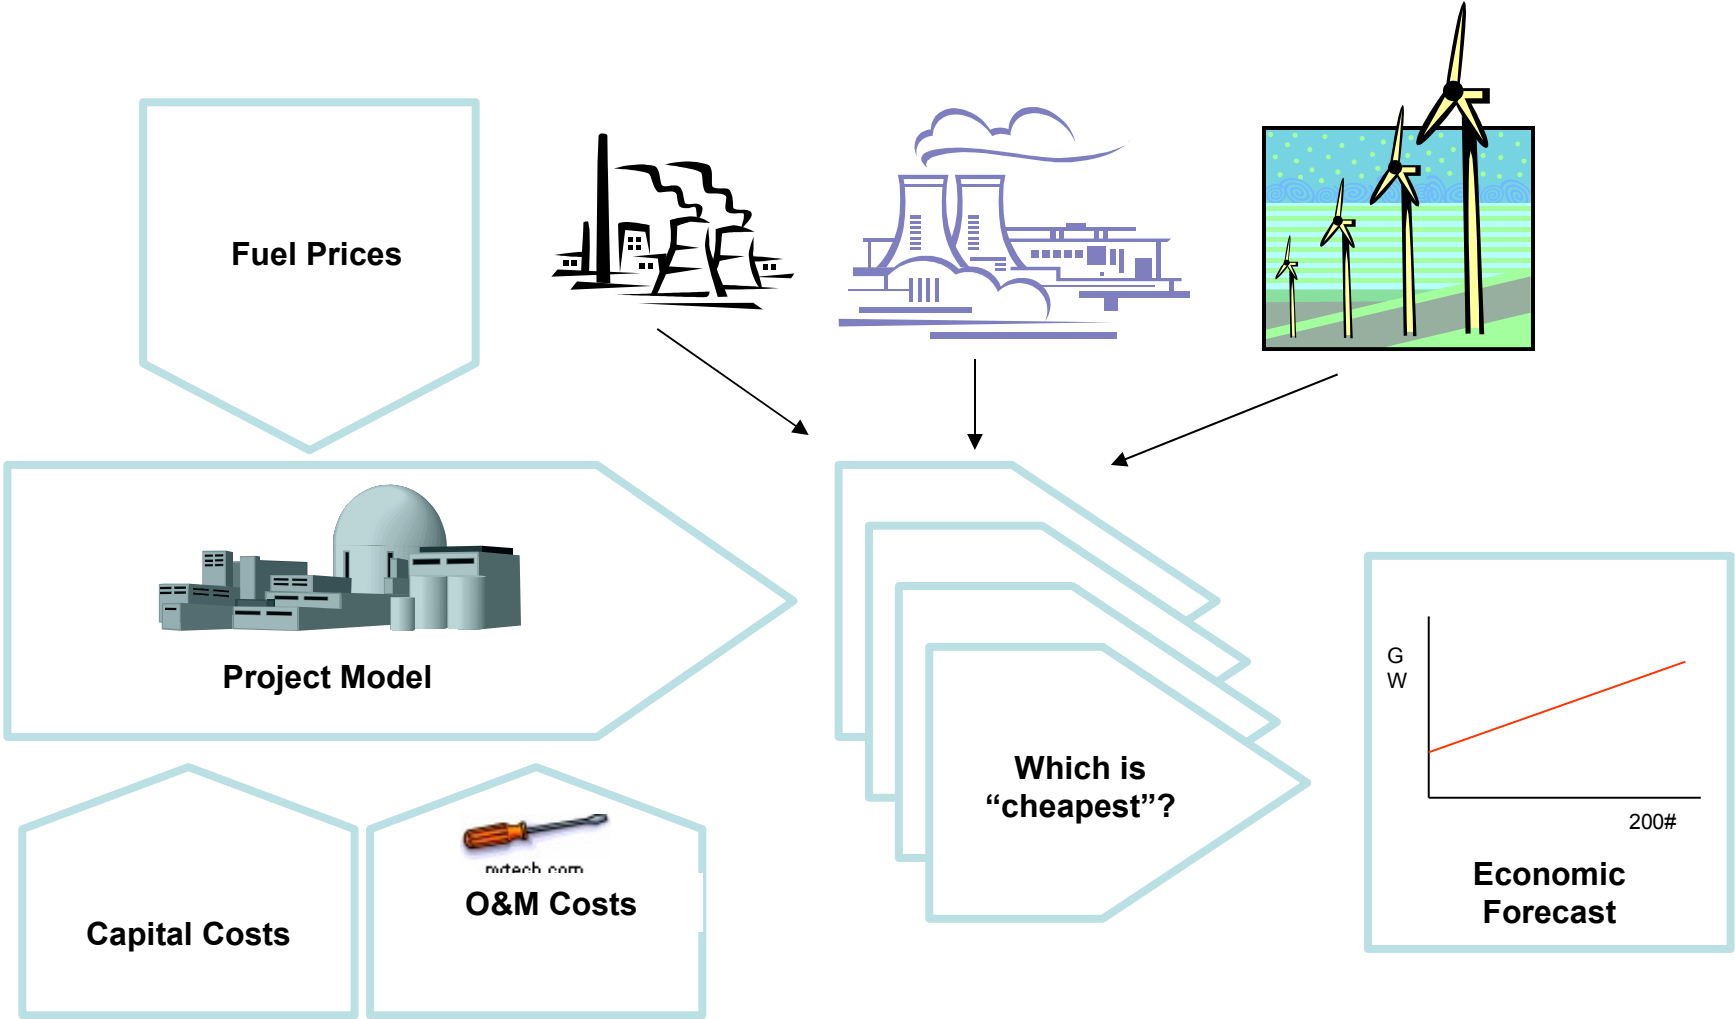 Fuel Prices
Project Model
Capital Costs
O&M Costs
Which is
“cheapest”?
G
W
200#
Economic
Forecast